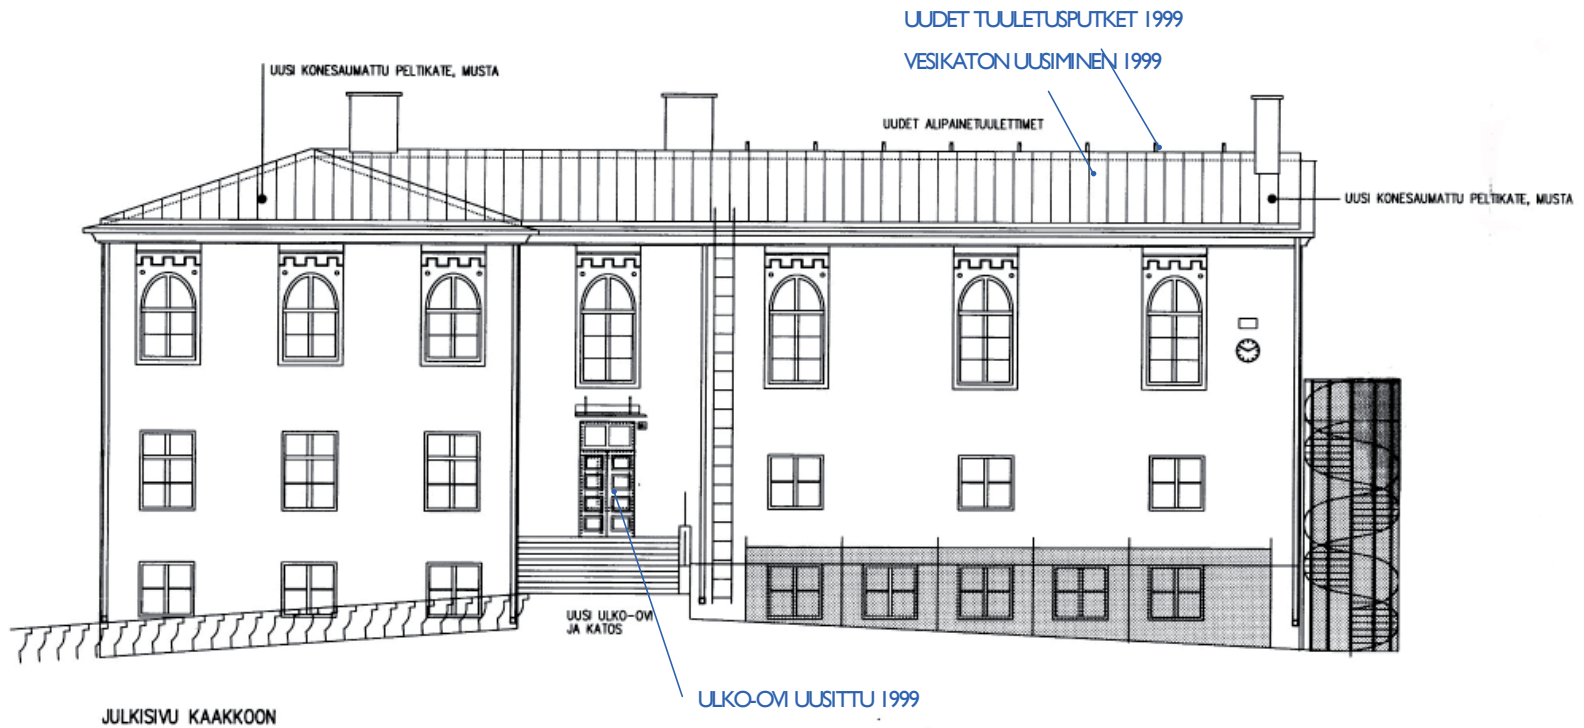 UUDET TUULETUSPUTKET 1999
VESIKATON UUSIMINEN 1999
UUSI KONESAUMATTU PELTIKATE, MUSTA
UUDET ALIPAINETUULETTIMET
UUSI KONESAUMATTU PELTIKATE, MUSTA
UUSI ULKO-OVI
JA KATOS
ULKO-OVI UUSITTU 1999
JULKISIVU KAAKKOON